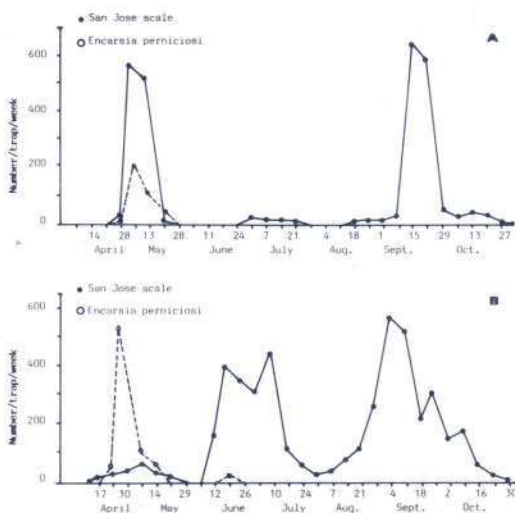 San Jose scale
Encarsia perniciosi
A
Number/trap/week
600
400
200
0
14 28 13 28 11 24 7 21 4 18 1 15 29 13 27
April May June July Aug. Sept. Oct.
San Jose scale
Encarsia perniciosi
B
Number/trap/week
600
400
200
0
17 30 14 29 12 26 10 24 7 21 4 18 2 16 30
April May June July Aug. Sept. Oct.